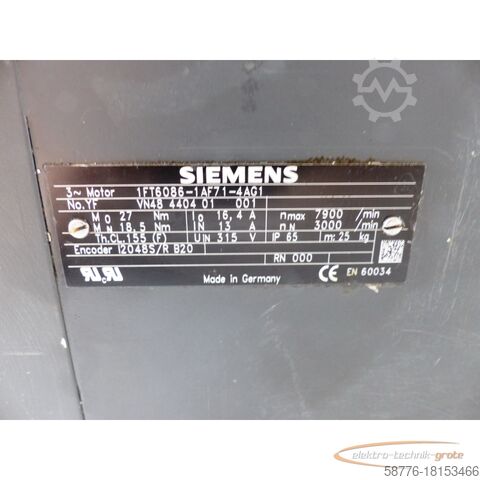 SIEMENS
3~ Motor 1FT6086-1AF71-4AG1
No.YF VN48 4404 01 001
M0 27 Nm I0 16,4 A nmax 7900 /min
MN 18,5 Nm IN 13 A nN 3000 /min
Th.Cl. 155 (F) UIN 315 V IP 65 m: 25 kg
Encoder 2048S/R B20 RN 000
Made in Germany CE EN 60034
elektro-technik-grote
58776-18153466